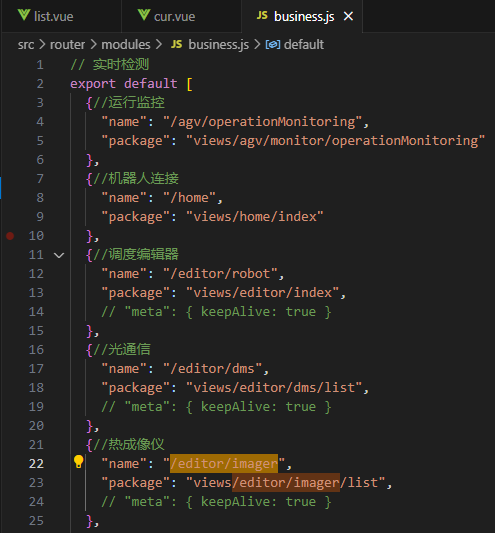 list.vue cur.vue JS business.js ×
src > router > modules > JS business.js > default
1 // 实时检测
2 export default [
3 {//运行监控
4 "name": "/agv/operationMonitoring",
5 "package": "views/agv/monitor/operationMonitoring"
6 },
7 {//机器人连接
8 "name": "/home",
9 "package": "views/home/index"
10 },
11 {//调度编辑器
12 "name": "/editor/robot",
13 "package": "views/editor/index",
14 // "meta": { keepAlive: true }
15 },
16 {//光通信
17 "name": "/editor/dms",
18 "package": "views/editor/dms/list",
19 // "meta": { keepAlive: true }
20 },
21 {//热成像仪
22 "name": "/editor/imager",
23 "package": "views/editor/imager/list",
24 // "meta": { keepAlive: true }
25 },